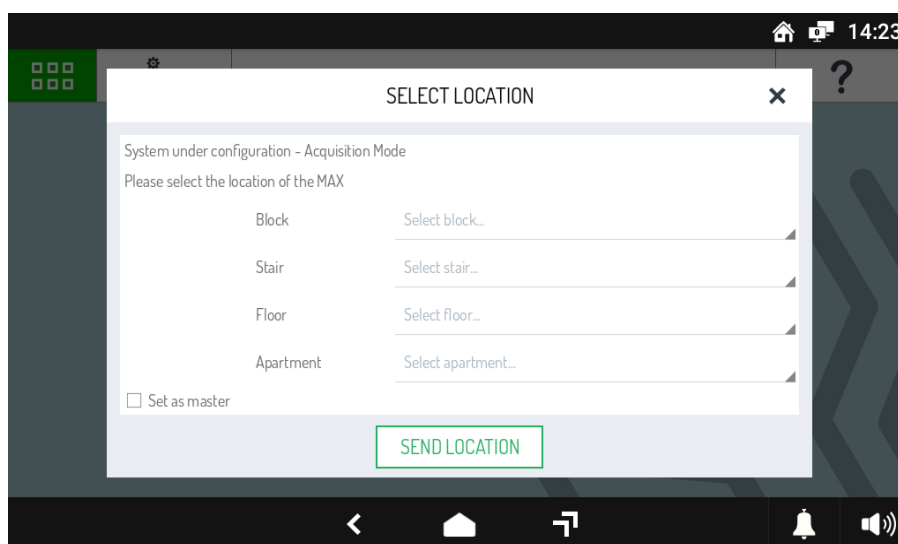 14:23
?
SELECT LOCATION
System under configuration - Acquisition Mode
Please select the location of the MAX
Block Select block...
Stair Select stair...
Floor Select floor...
Apartment Select apartment...
Set as master
SEND LOCATION